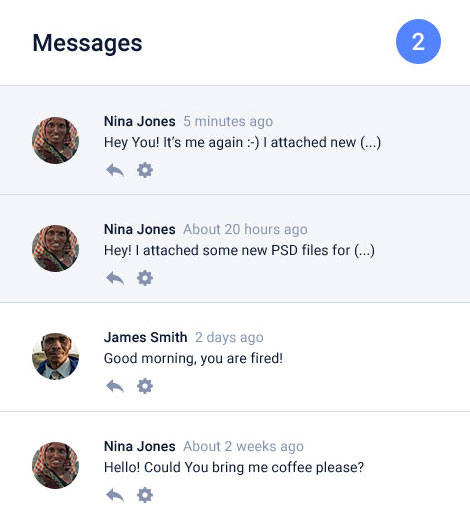 Messages
2
Nina Jones 5 minutes ago
Hey You! It's me again :-) I attached new (...)
Nina Jones About 20 hours ago
Hey! I attached some new PSD files for (...)
James Smith 2 days ago
Good morning, you are fired!
Nina Jones About 2 weeks ago
Hello! Could You bring me coffee please?